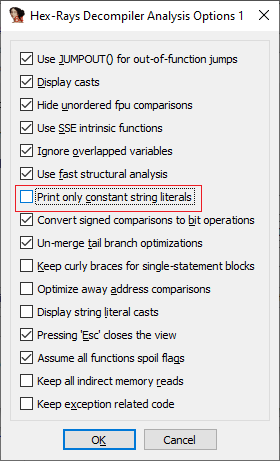 Hex-Rays Decompiler Analysis Options 1
Use JUMPOUT() for out-of-function jumps
Display casts
Hide unordered fpu comparisons
Use SSE intrinsic functions
Ignore overlapped variables
Use fast structural analysis
Print only constant string literals
Convert signed comparisons to bit operations
Un-merge tail branch optimizations
Keep curly braces for single-statement blocks
Optimize away address comparisons
Display string literal casts
Pressing 'Esc' closes the view
Assume all functions spoil flags
Keep all indirect memory reads
Keep exception related code
OK Cancel